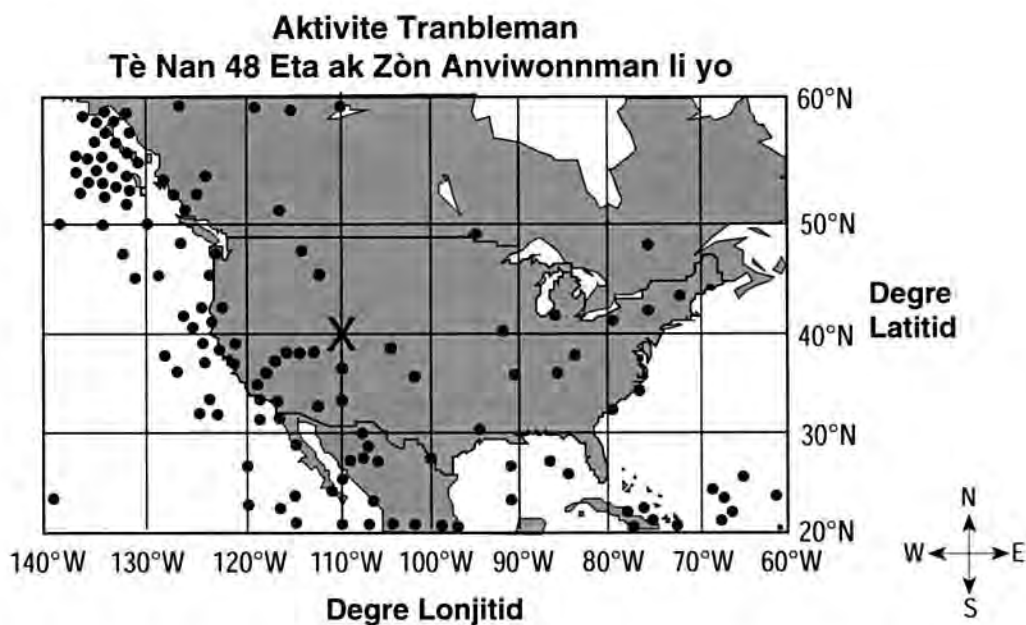 Aktivite Tranbleman
Tè Nan 48 Eta ak Zòn Anviwonnman li yo
60°N
50°N
Degre
Latitid
X
40°N
30°N
20°N
140°W 130°W 120°W 110°W 100°W 90°W 80°W 70°W 60°W
Degre Lonjitid
N
W E
S